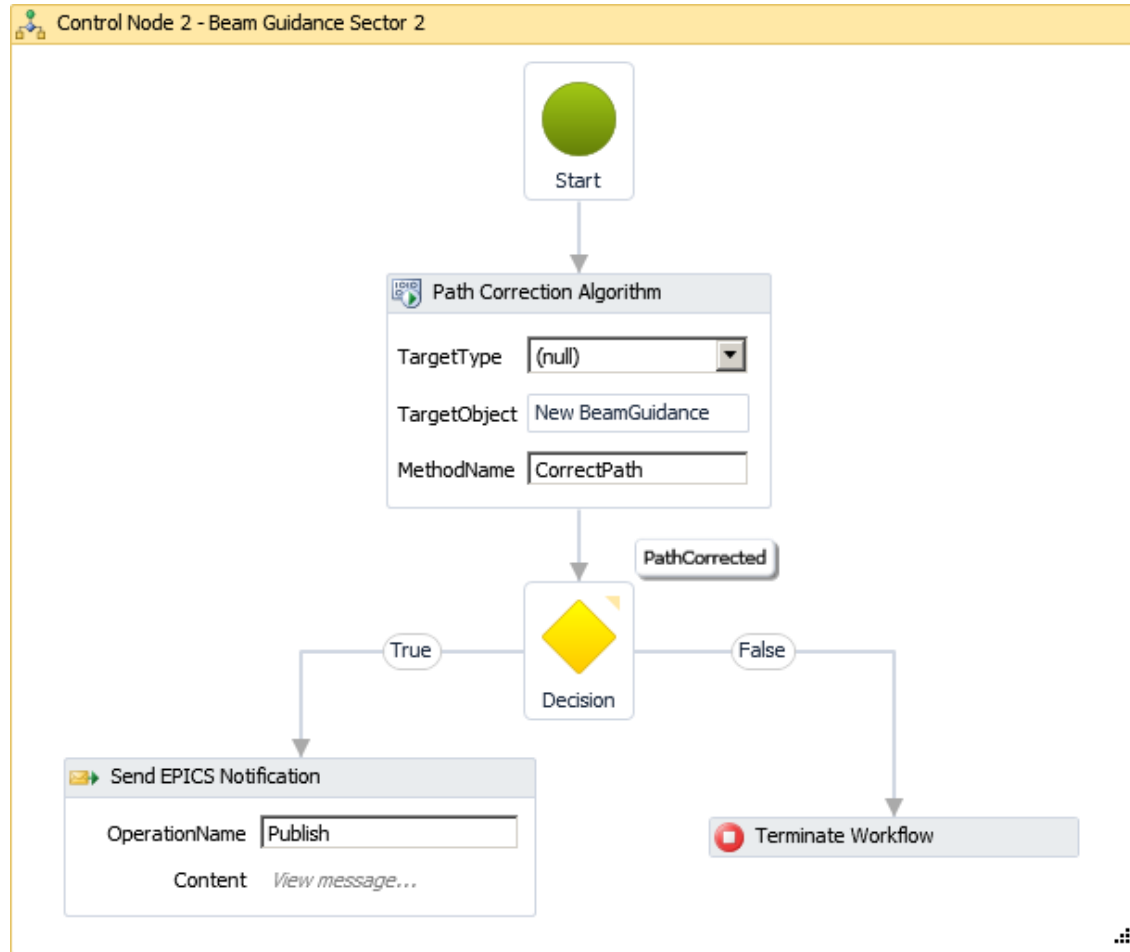 Control Node 2 - Beam Guidance Sector 2
Start
Path Correction Algorithm
TargetType (null)
TargetObject New BeamGuidance
MethodName CorrectPath
PathCorrected
True
False
Decision
Send EPICS Notification
OperationName Publish
Content View message...
Terminate Workflow